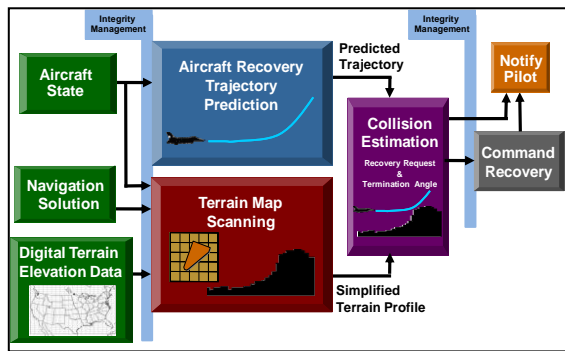 Integrity
Management
Integrity
Management
Aircraft
State
Navigation
Solution
Digital Terrain
Elevation Data
Aircraft Recovery
Trajectory
Prediction
Terrain Map
Scanning
Predicted
Trajectory
Simplified
Terrain Profile
Collision
Estimation
Recovery Request
&
Termination Angle
Notify
Pilot
Command
Recovery